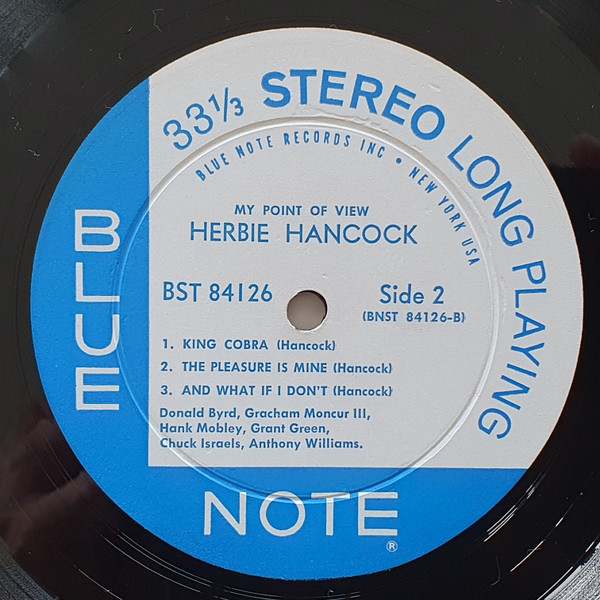 33⅓ STEREO LONG PLAYING
BLUE NOTE RECORDS INC • NEW YORK USA
MY POINT OF VIEW
HERBIE HANCOCK
BST 84126
Side 2
(BNST 84126-B)
1. KING COBRA (Hancock)
2. THE PLEASURE IS MINE (Hancock)
3. AND WHAT IF I DON'T (Hancock)
Donald Byrd, Gracham Moncur III,
Hank Mobley, Grant Green,
Chuck Israels, Anthony Williams.
BLUE
NOTE
®